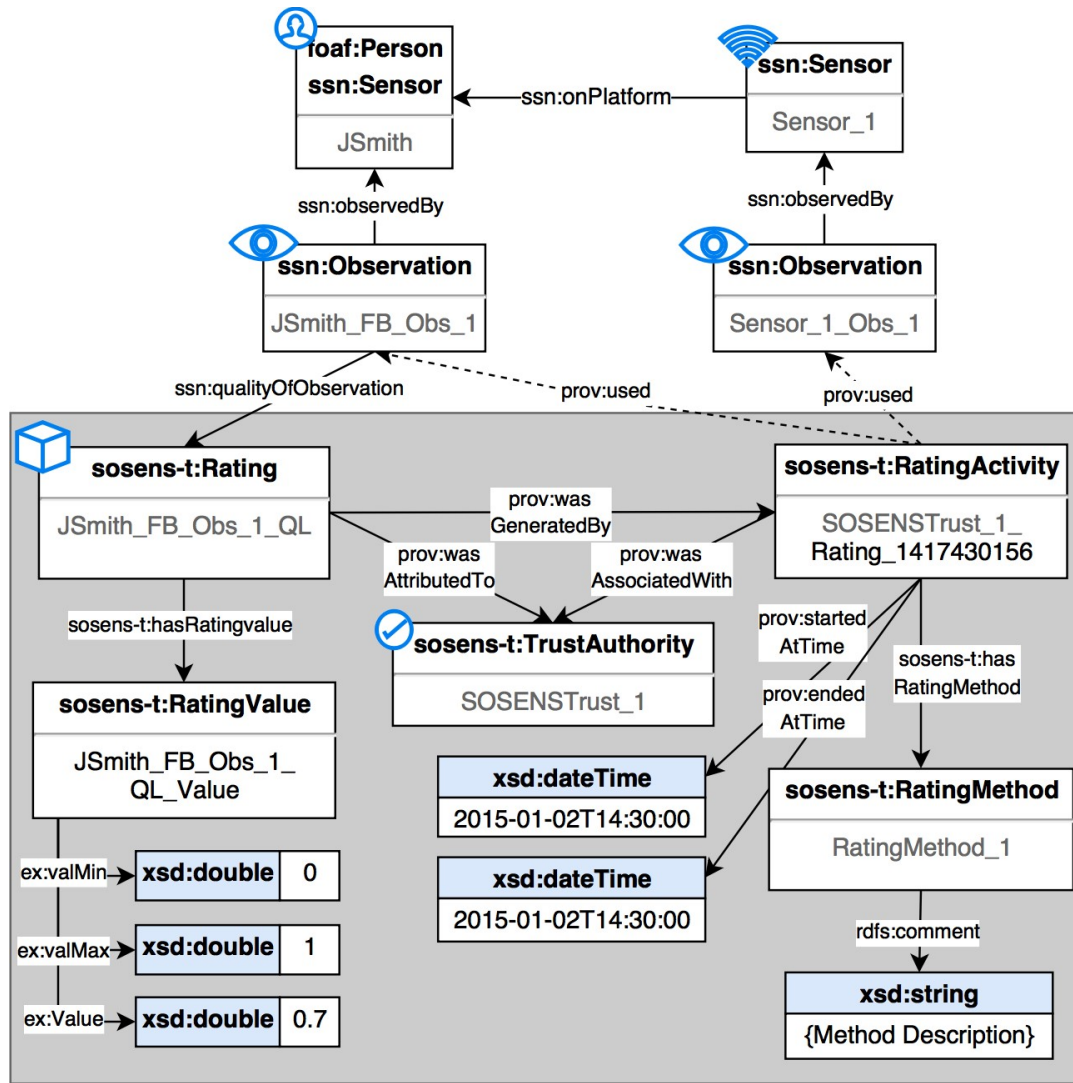 foaf:Person
ssn:Sensor
JSmith
ssn:onPlatform
ssn:Sensor
Sensor_1
ssn:observedBy
ssn:observedBy
ssn:Observation
JSmith_FB_Obs_1
ssn:Observation
Sensor_1_Obs_1
ssn:qualityOfObservation
prov:used
prov:used
sosens-t:Rating
JSmith_FB_Obs_1_QL
prov:was
GeneratedBy
sosens-t:RatingActivity
SOSENSTrust_1_
Rating_1417430156
prov:was
AttributedTo
prov:was
AssociatedWith
sosens-t:hasRatingvalue
sosens-t:TrustAuthority
SOSENSTrust_1
prov:started
AtTime
prov:ended
AtTime
sosens-t:has
RatingMethod
sosens-t:RatingValue
JSmith_FB_Obs_1_
QL_Value
xsd:dateTime
2015-01-02T14:30:00
sosens-t:RatingMethod
RatingMethod_1
ex:valMin
xsd:double
0
xsd:dateTime
2015-01-02T14:30:00
ex:valMax
xsd:double
1
rdfs:comment
ex:Value
xsd:double
0.7
xsd:string
{Method Description}